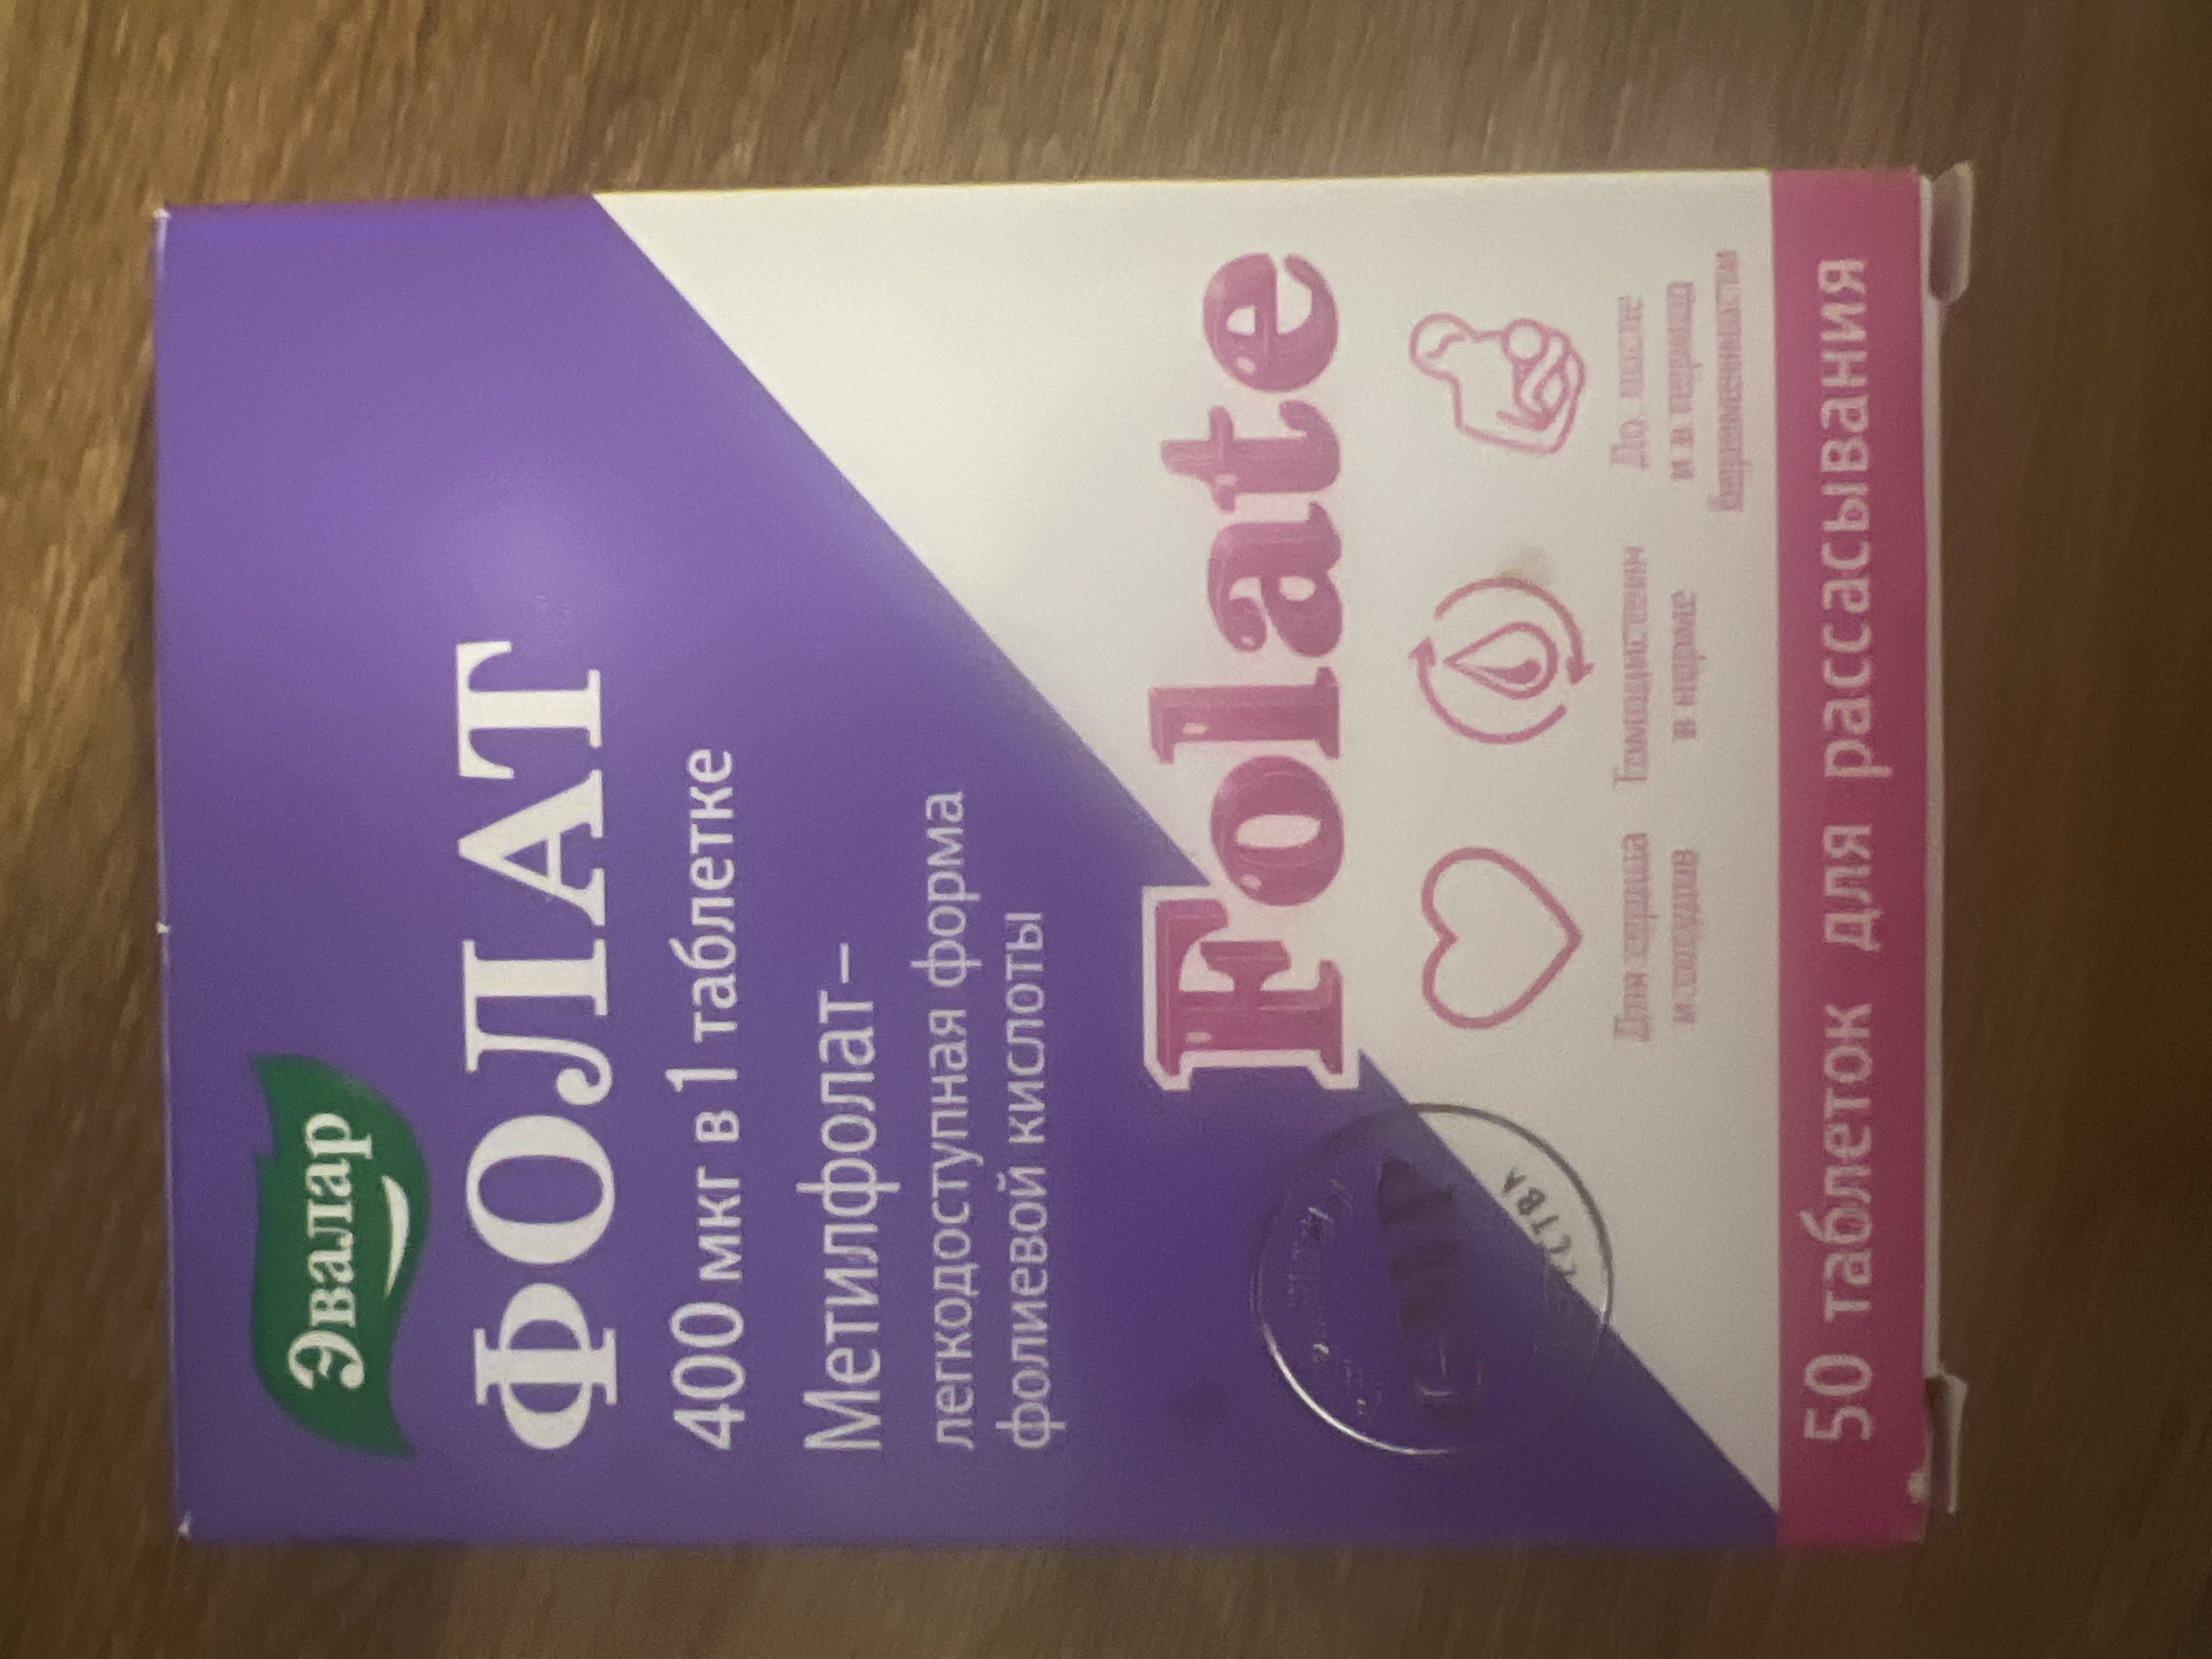 Эвалар
ФОЛАТ
400 мкг в 1 таблетке
Метилфолат–
легкодоступная форма
фолиевой кислоты
Folate
Для сердца
и сосудов
Гомоцистеин
в норме
До, после
и в период
беременности
50 таблеток для рассасывания